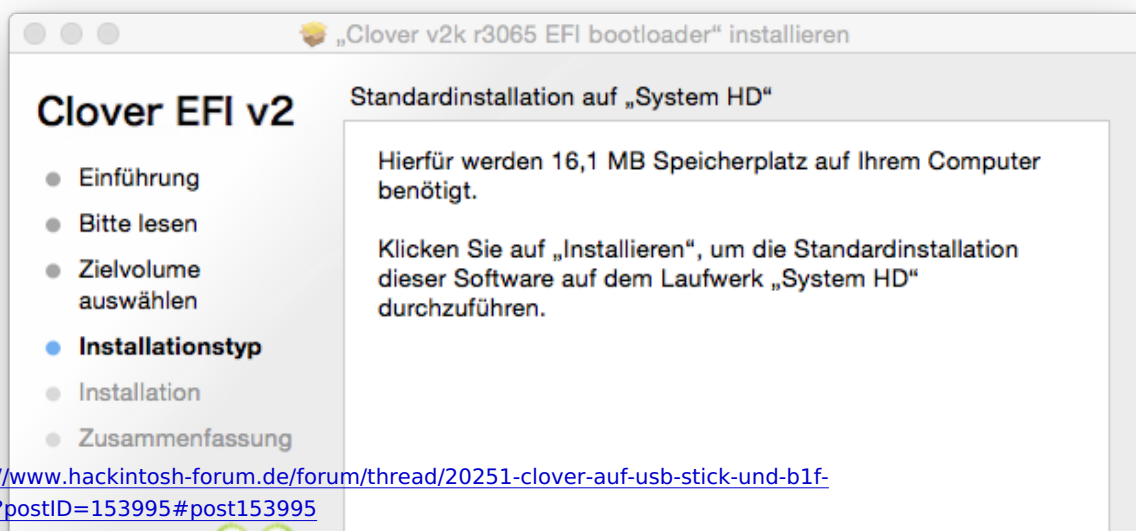 „Clover v2k r3065 EFI bootloader“ installieren
Clover EFI v2
Einführung
Bitte lesen
Zielvolume
auswählen
Installationstyp
Installation
Zusammenfassung
Standardinstallation auf „System HD“
Hierfür werden 16,1 MB Speicherplatz auf Ihrem Computer
benötigt.
Klicken Sie auf „Installieren“, um die Standardinstallation
dieser Software auf dem Laufwerk „System HD“
durchzuführen.
/www.hackintosh-forum.de/forum/thread/20251-clover-auf-usb-stick-und-b1f-
?postID=153995#post153995